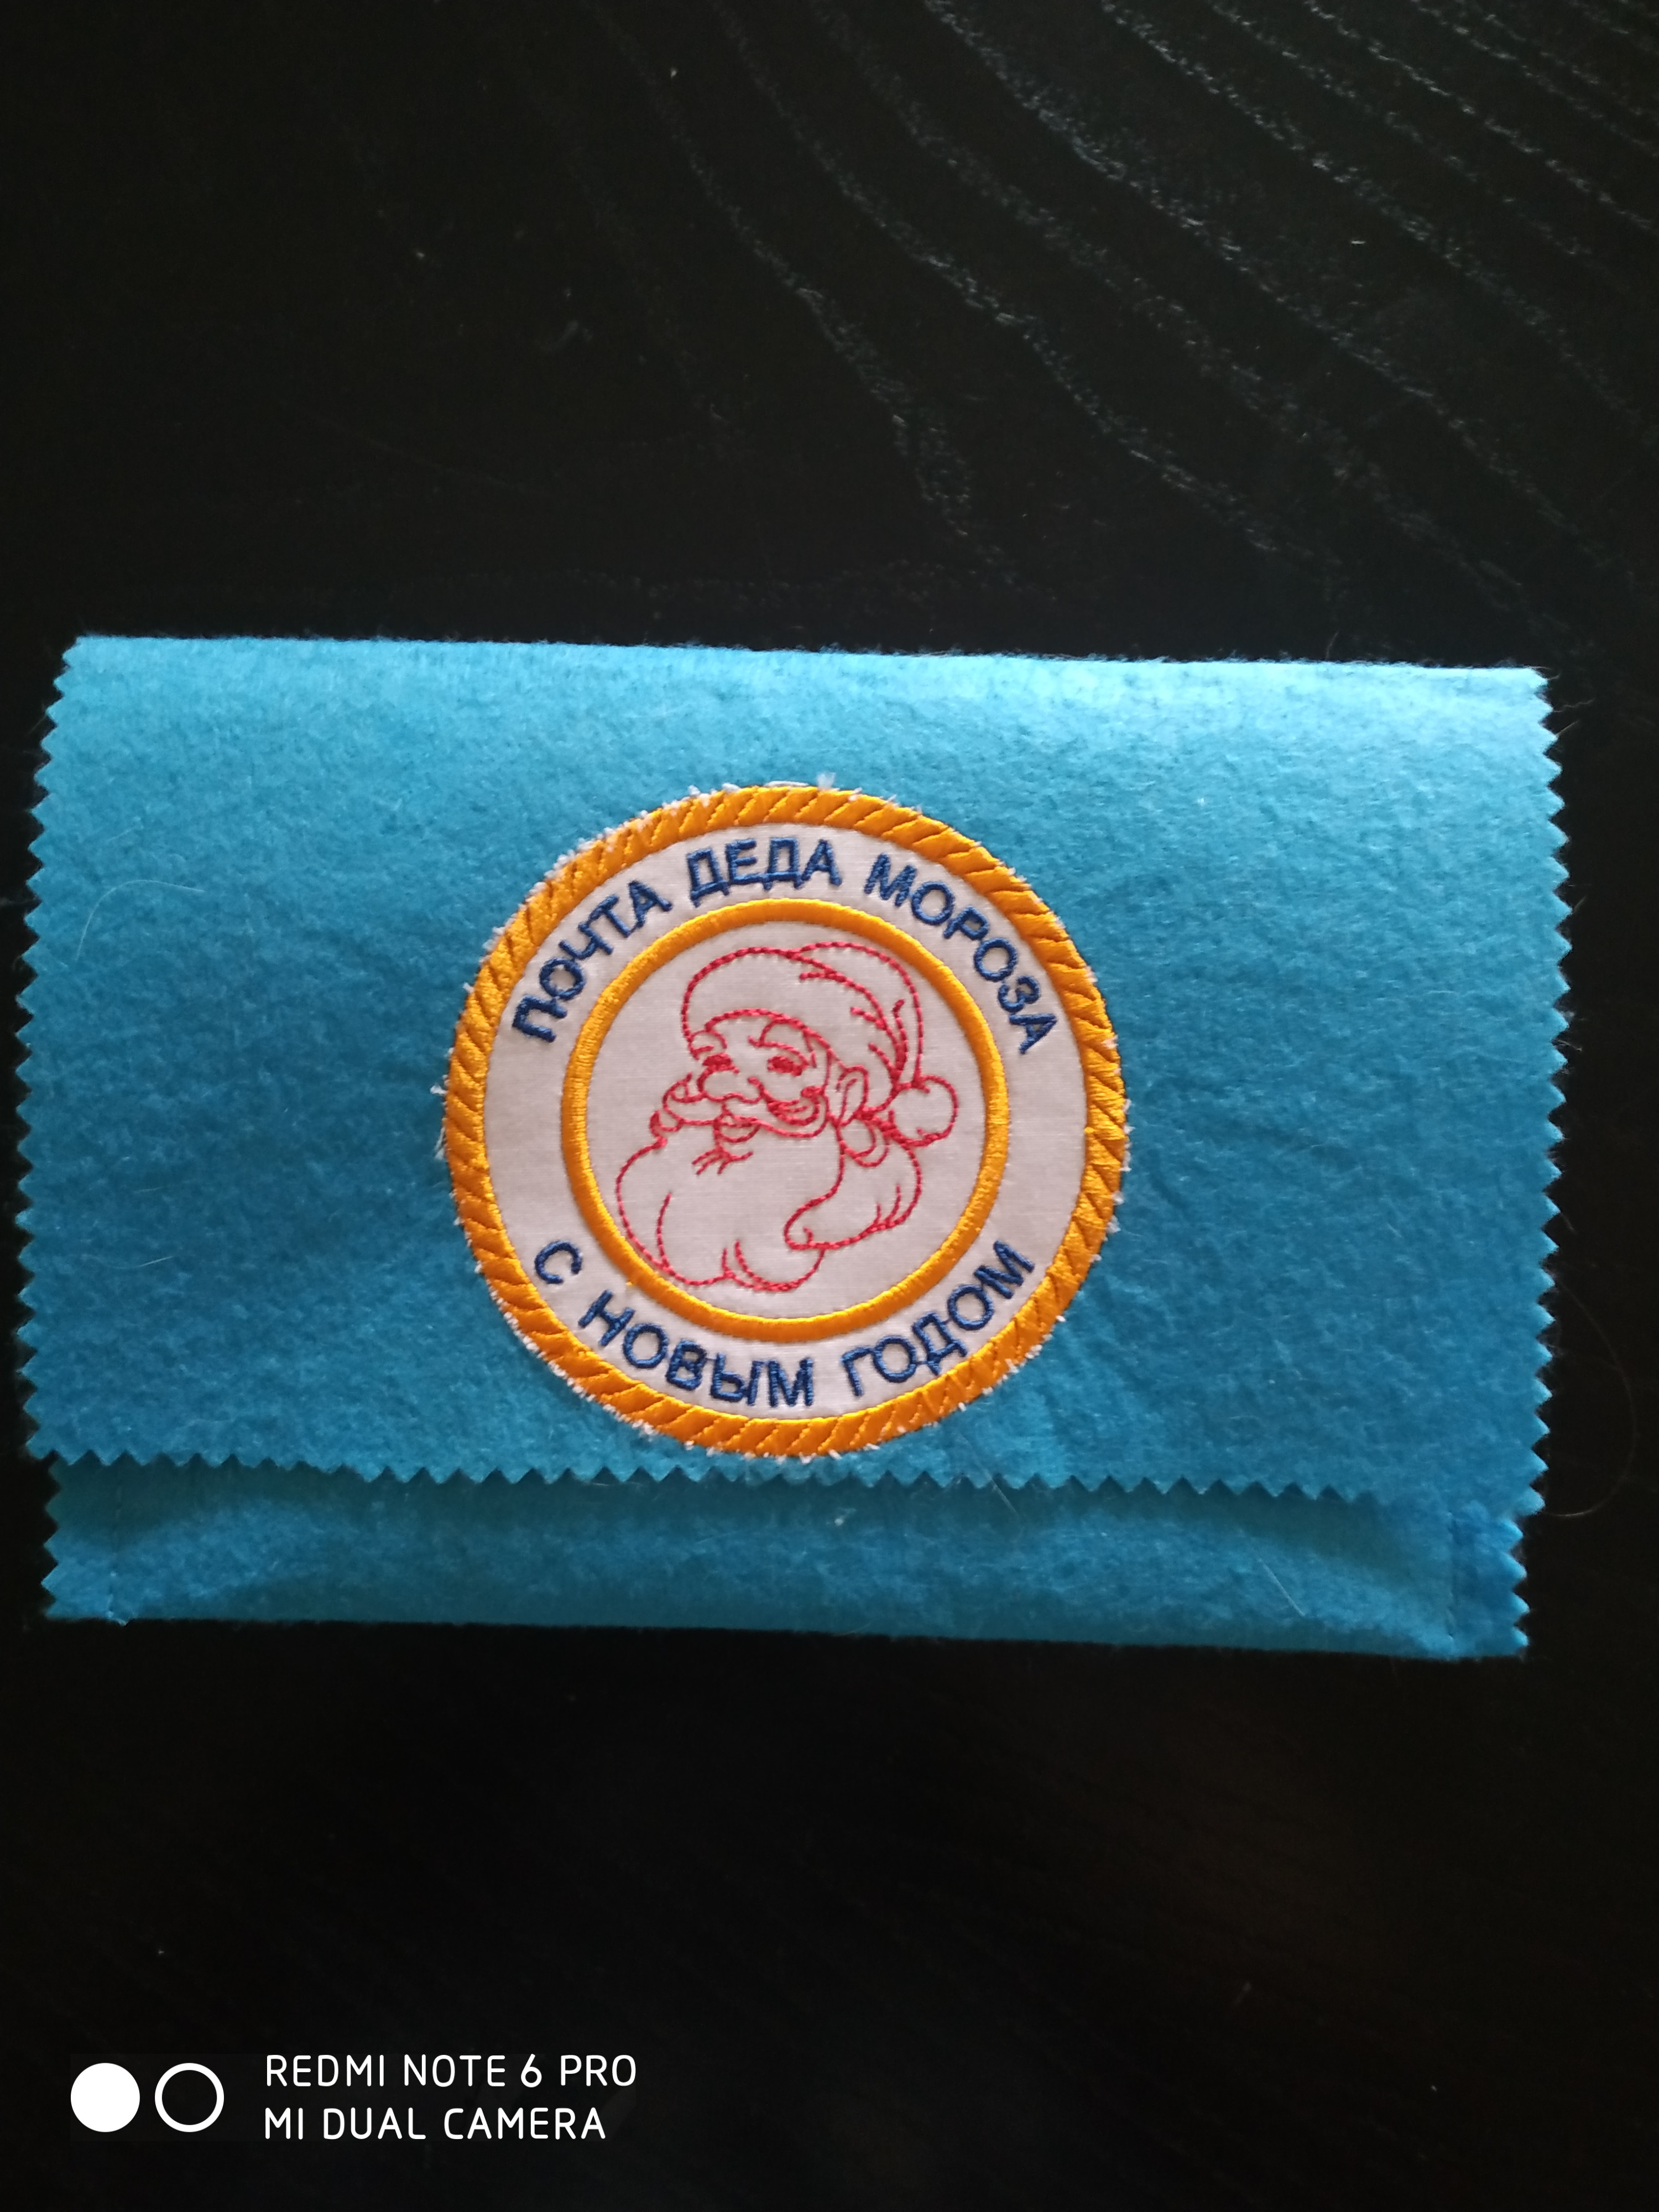 ПОЧТА ДЕДА МОРОЗА
С НОВЫМ ГОДОМ
REDMI NOTE 6 PRO
MI DUAL CAMERA